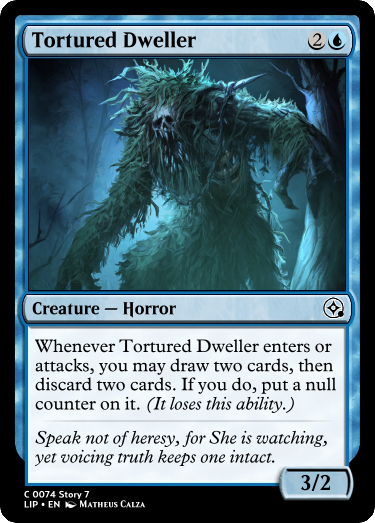 Tortured Dweller 2
Creature — Horror
Whenever Tortured Dweller enters or
attacks, you may draw two cards, then
discard two cards. If you do, put a null
counter on it. (It loses this ability.)
Speak not of heresy, for She is watching,
yet voicing truth keeps one intact.
3/2
C 0074 Story 7
LIP • EN Matheus Calza